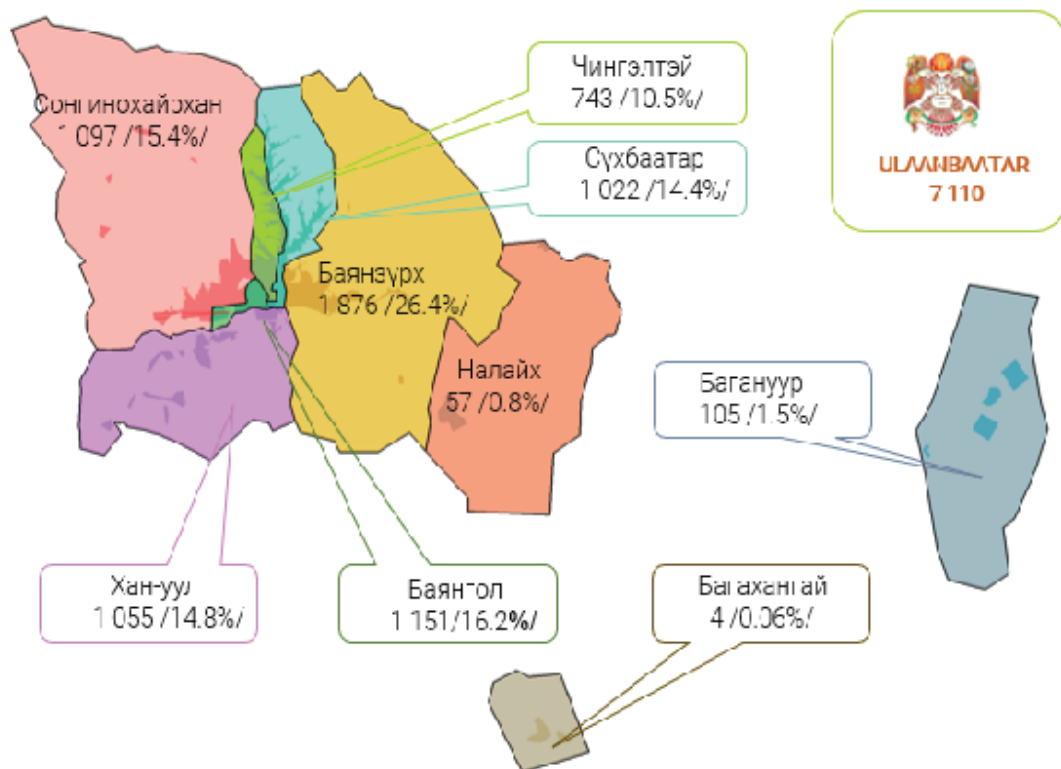 Чингэлтэй
743 /10.5%/
ULAANBAATAR
7 110
Сонгинохайрхан
1 097 /15.4%/
Сүхбаатар
1 022 /14.4%/
Баянзүрх
1 876 /26.4%/
Налайх
57 /0.8%/
Багануур
105 /1.5%/
Хан-уул
1 055 /14.8%/
Баянгол
1 151/16.2%/
Багахангай
4 /0.06%/